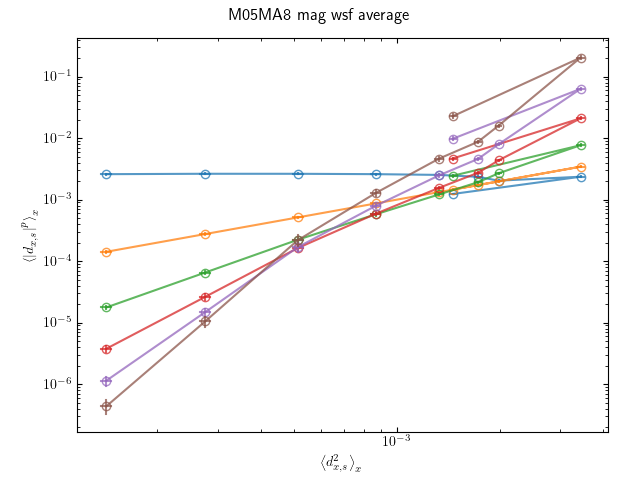 M05MA8 mag wsf average
10⁻¹
10⁻²
10⁻³
10⁻⁴
10⁻⁵
10⁻⁶
⟨|d_{x,s}|^p⟩_x
10⁻³
⟨d²_{x,s}⟩_x